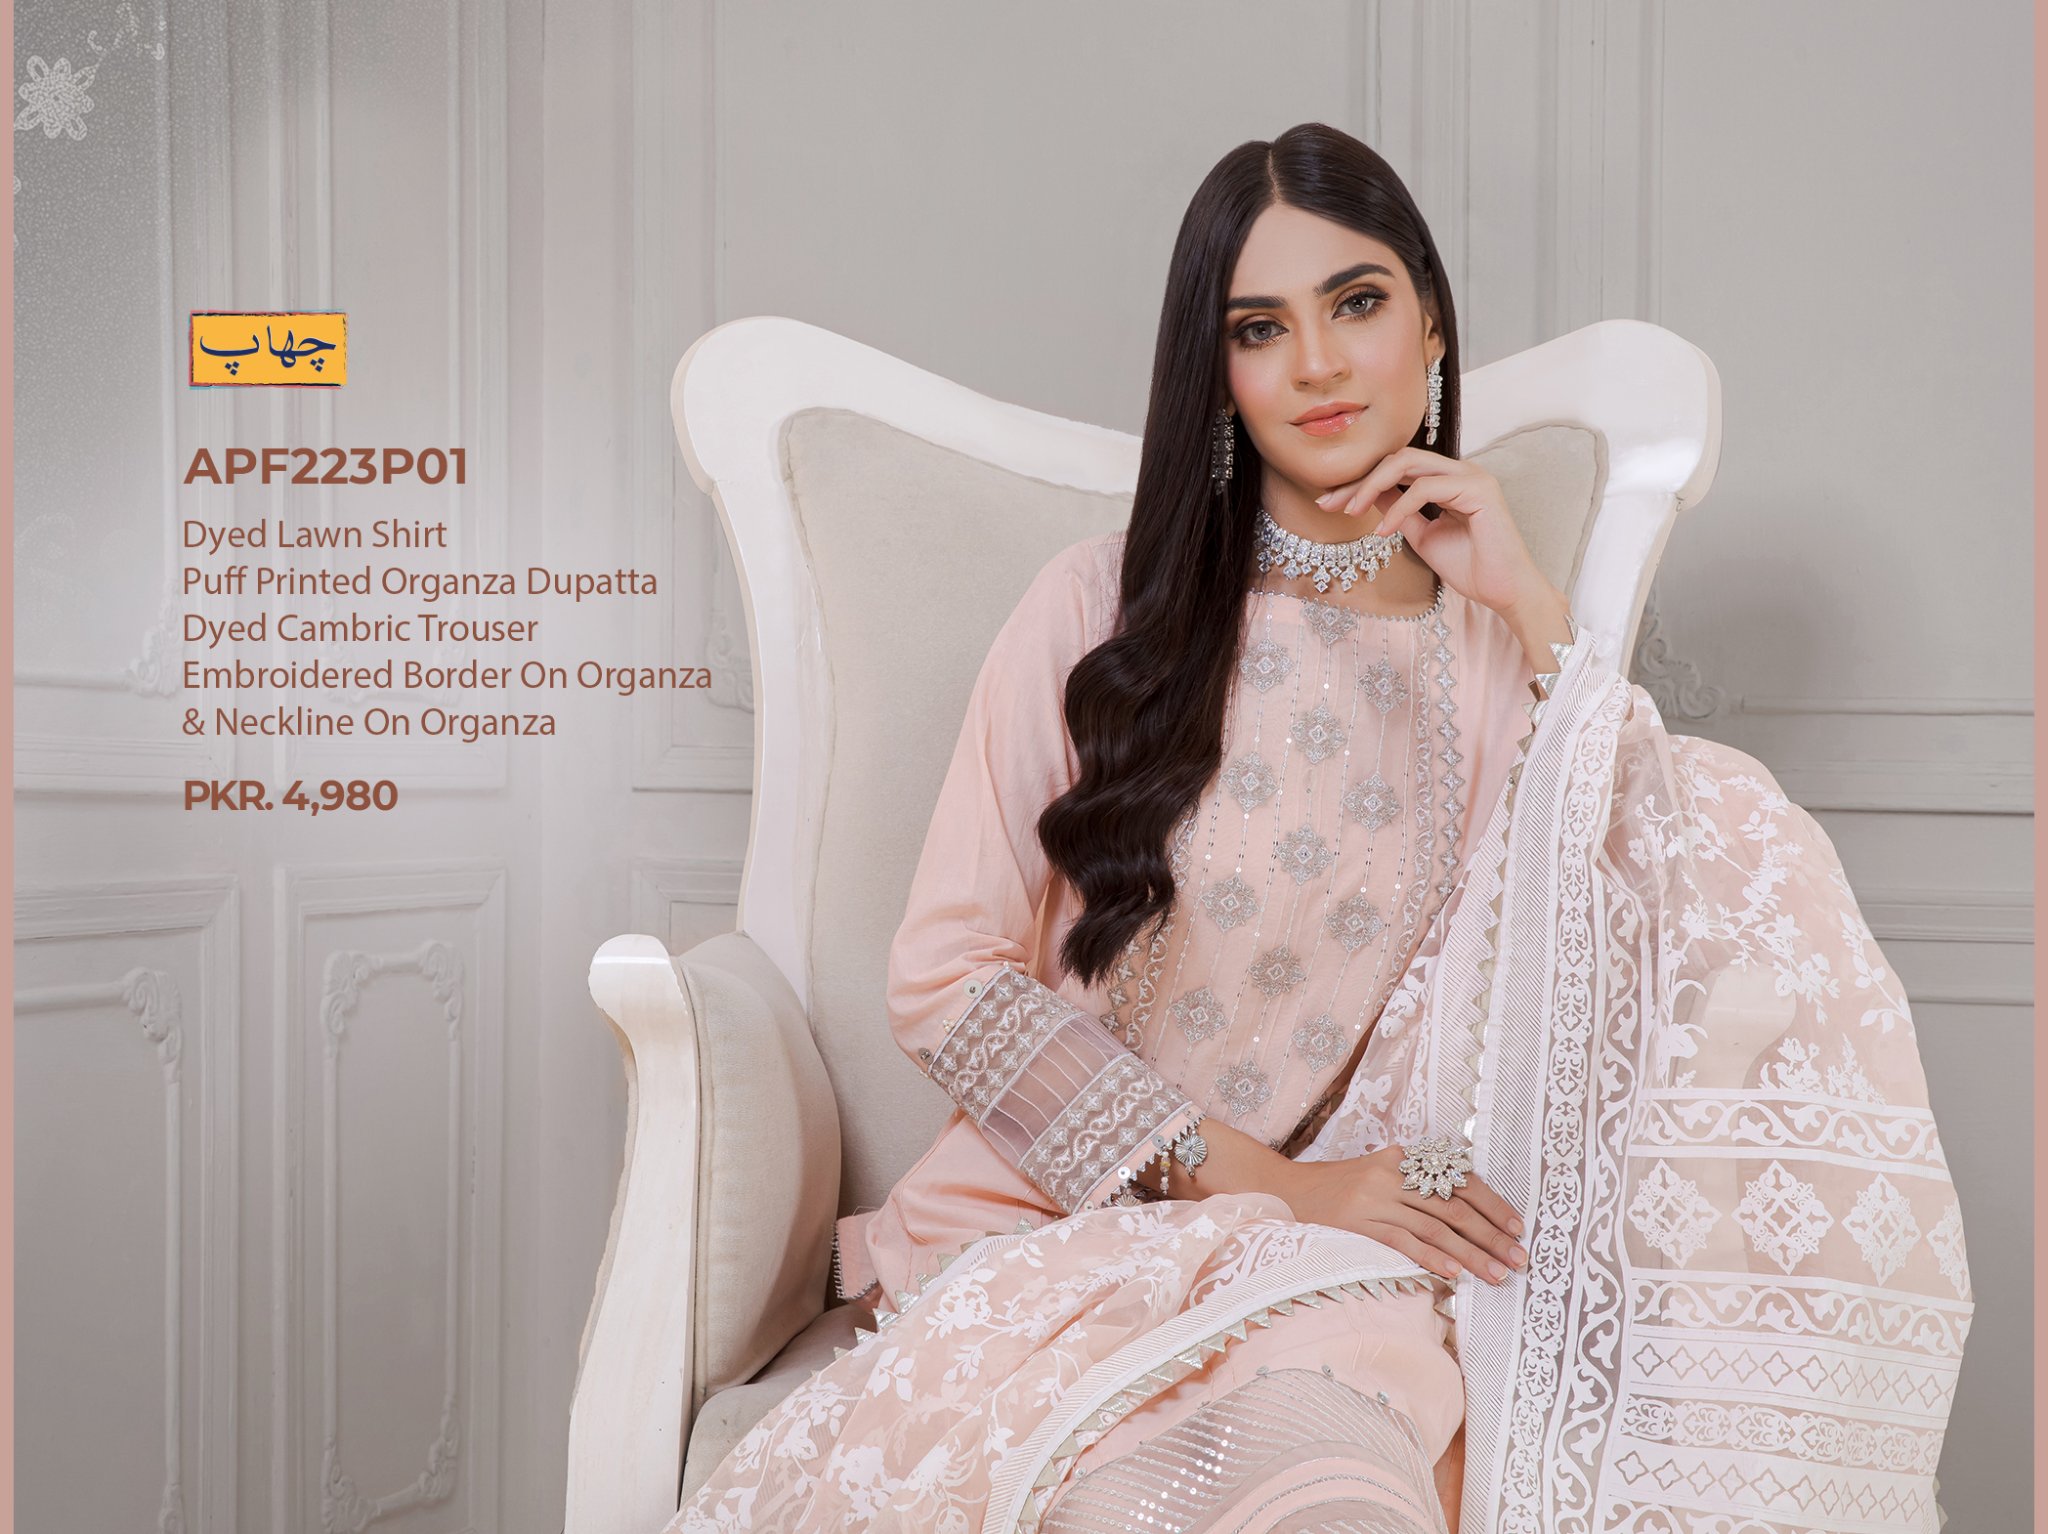 چھاپ
APF223P01
Dyed Lawn Shirt
Puff Printed Organza Dupatta
Dyed Cambric Trouser
Embroidered Border On Organza
& Neckline On Organza
PKR. 4,980